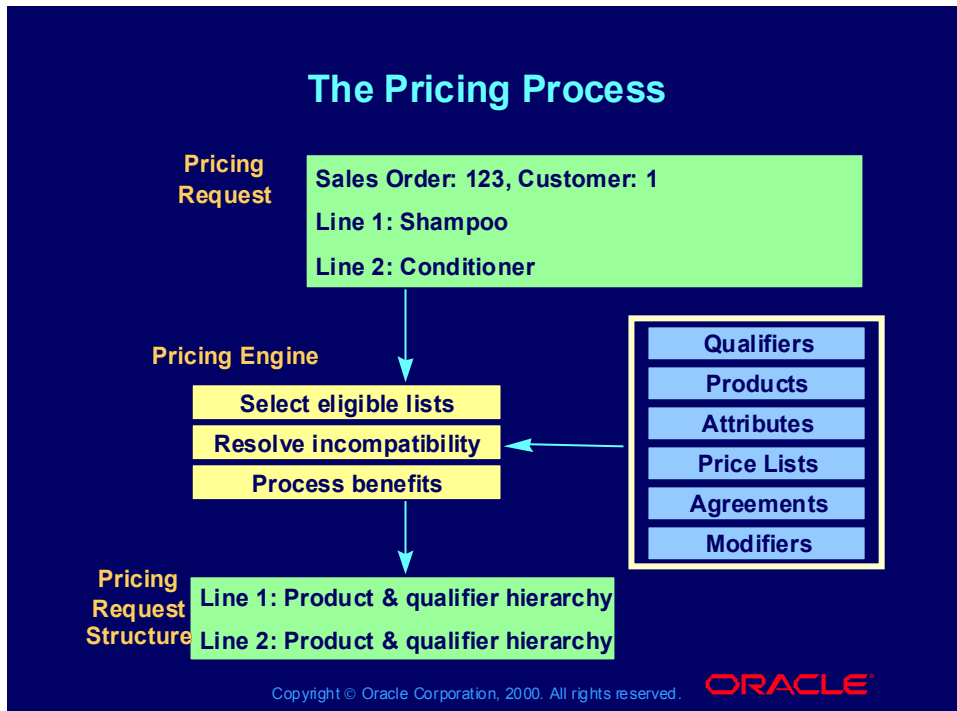 The Pricing Process
Pricing
Request
Sales Order: 123, Customer: 1
Line 1: Shampoo
Line 2: Conditioner
Pricing Engine
Select eligible lists
Resolve incompatibility
Process benefits
Qualifiers
Products
Attributes
Price Lists
Agreements
Modifiers
Pricing
Request
Structure
Line 1: Product & qualifier hierarchy
Line 2: Product & qualifier hierarchy
Copyright © Oracle Corporation, 2000. All rights reserved.
ORACLE®